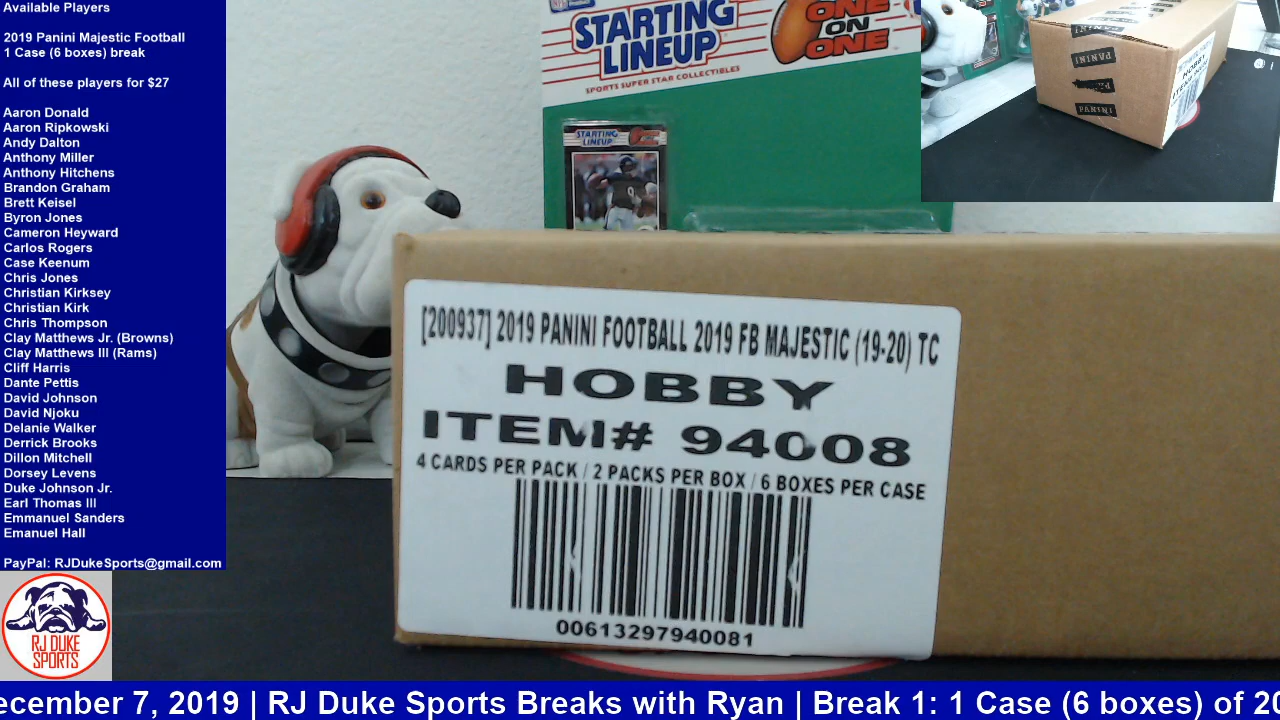 Available Players
2019 Panini Majestic Football
1 Case (6 boxes) break
All of these players for $27
Aaron Donald
Aaron Ripkowski
Andy Dalton
Anthony Miller
Anthony Hitchens
Brandon Graham
Brett Keisel
Byron Jones
Cameron Heyward
Carlos Rogers
Case Keenum
Chris Jones
Christian Kirksey
Christian Kirk
Chris Thompson
Clay Matthews Jr. (Browns)
Clay Matthews III (Rams)
Cliff Harris
Dante Pettis
David Johnson
David Njoku
Delanie Walker
Derrick Brooks
Dillon Mitchell
Dorsey Levens
Duke Johnson Jr.
Earl Thomas III
Emmanuel Sanders
Emanuel Hall
PayPal: RJDukeSports@gmail.com
RJ DUKE
SPORTS
STARTING
LINEUP
SPORTS SUPER STAR COLLECTIBLES
ONE
ON
ONE
STARTING
LINEUP
PANINI
PANINI
PANINI
HOBBY
[200937] 2019 PANINI FOOTBALL 2019 FB MAJESTIC (19-20) TC
HOBBY
ITEM# 94008
4 CARDS PER PACK / 2 PACKS PER BOX / 6 BOXES PER CASE
00613297940081
ecember 7, 2019 | RJ Duke Sports Breaks with Ryan | Break 1: 1 Case (6 boxes) of 20